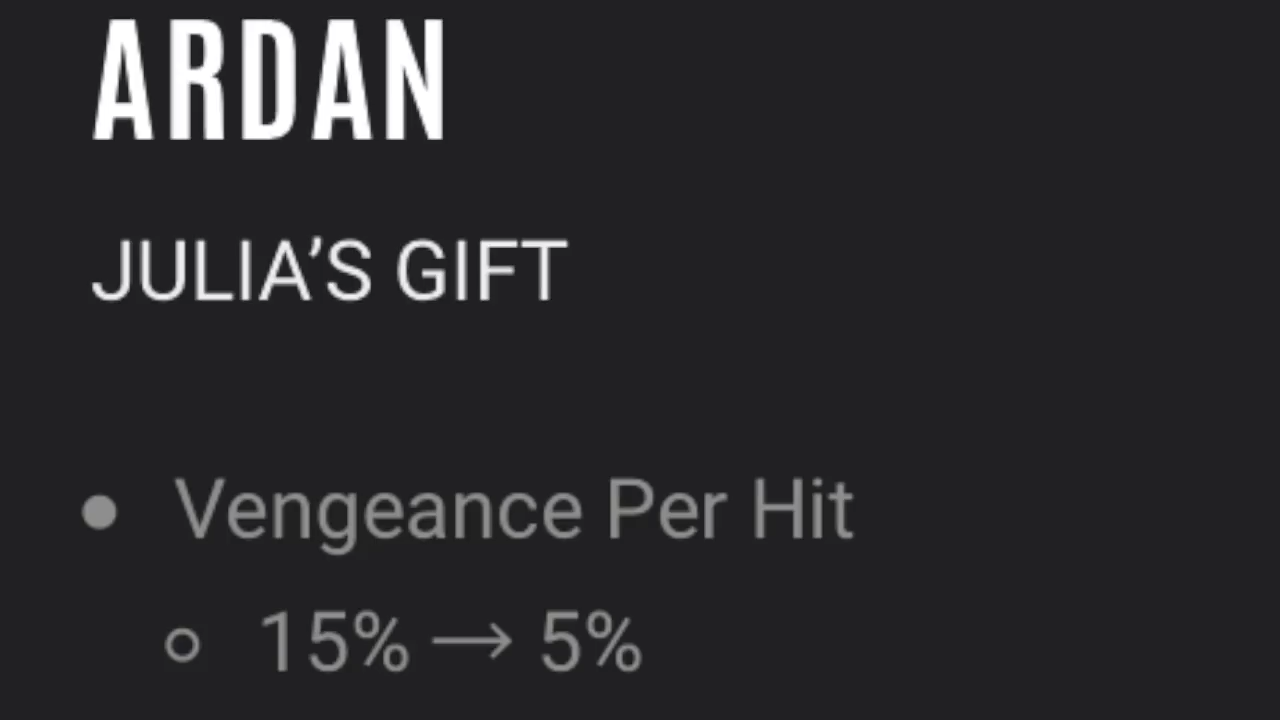 ARDAN
JULIA’S GIFT
● Vengeance Per Hit
○ 15% → 5%